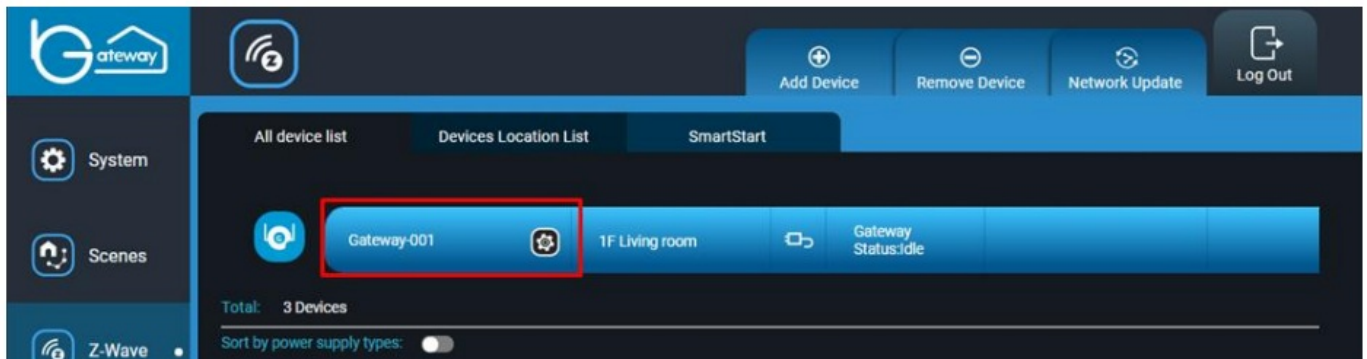 Gateway
Add Device
Remove Device
Network Update
Log Out
All device list
Devices Location List
SmartStart
System
Gateway-001
1F Living room
Gateway
Status:Idle
Scenes
Total: 3 Devices
Sort by power supply types:
Z-Wave